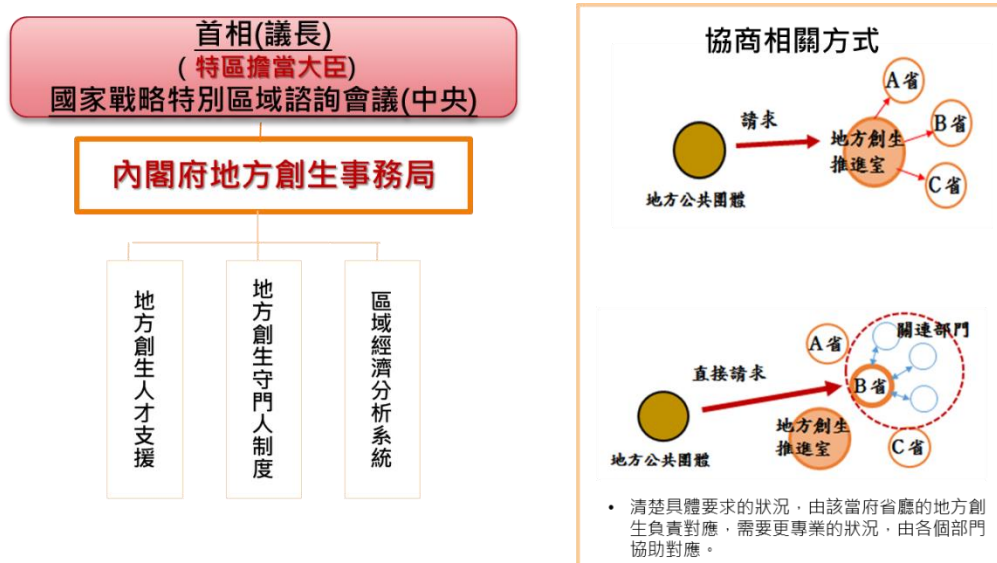 首相(議長)
(特區擔當大臣)
國家戰略特別區域諮詢會議(中央)
內閣府地方創生事務局
地方創生人才支援
地方創生守門人制度
區域經濟分析系統
協商相關方式
A省
請求
B省
地方創生
推進室
C省
地方公共團體
關連部門
A省
直接請求
B省
地方創生
推進室
C省
地方公共團體
• 清楚具體要求的狀況，由該當府省廳的地方創
生負責對應，需要更專業的狀況，由各個部門
協助對應。